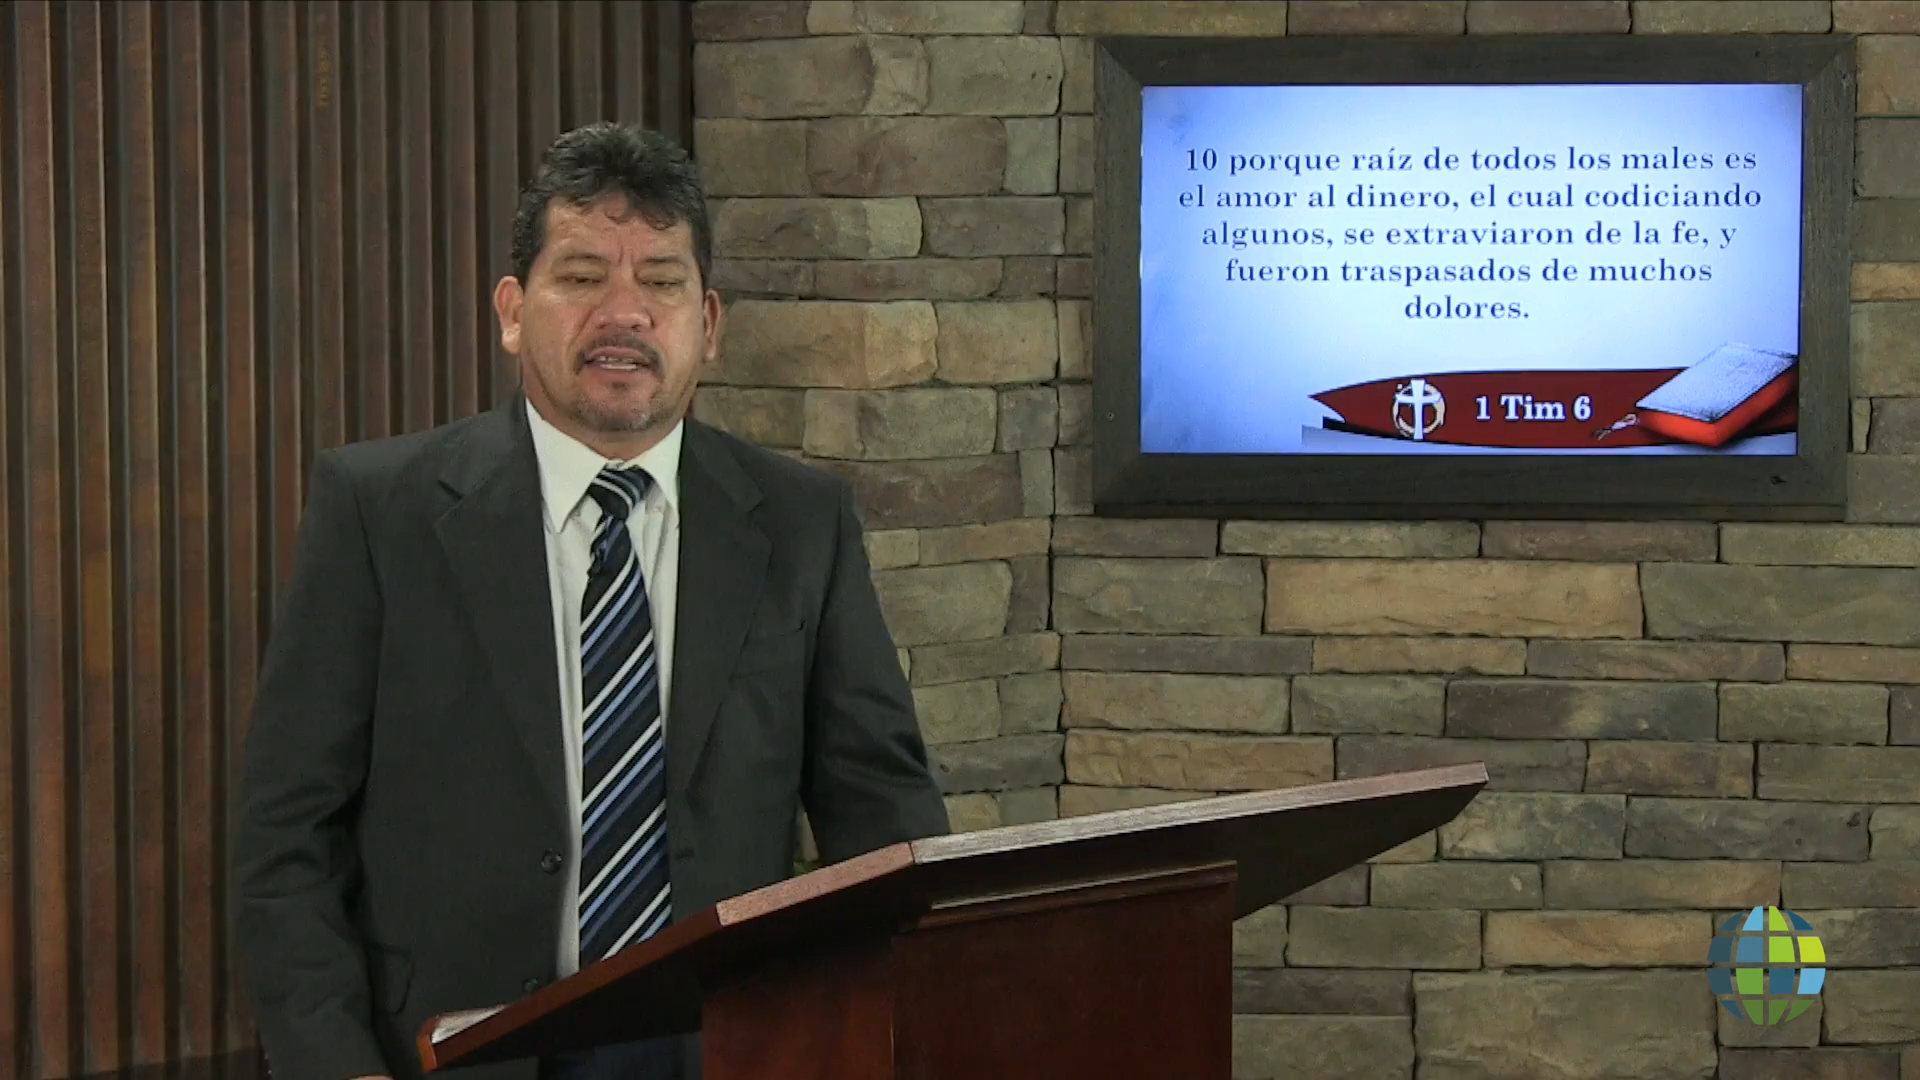 10 porque raíz de todos los males es
el amor al dinero, el cual codiciando
algunos, se extraviaron de la fe, y
fueron traspasados de muchos
dolores.
1 Tim 6